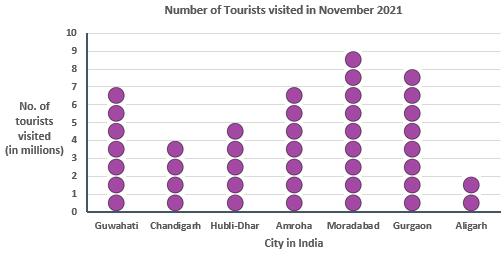 Number of Tourists visited in November 2021
10
9
8
7
6
5
4
3
2
1
0
No. of
tourists
visited
(in millions)
Guwahati Chandigarh Hubli-Dhar Amroha Moradabad Gurgaon Aligarh
City in India